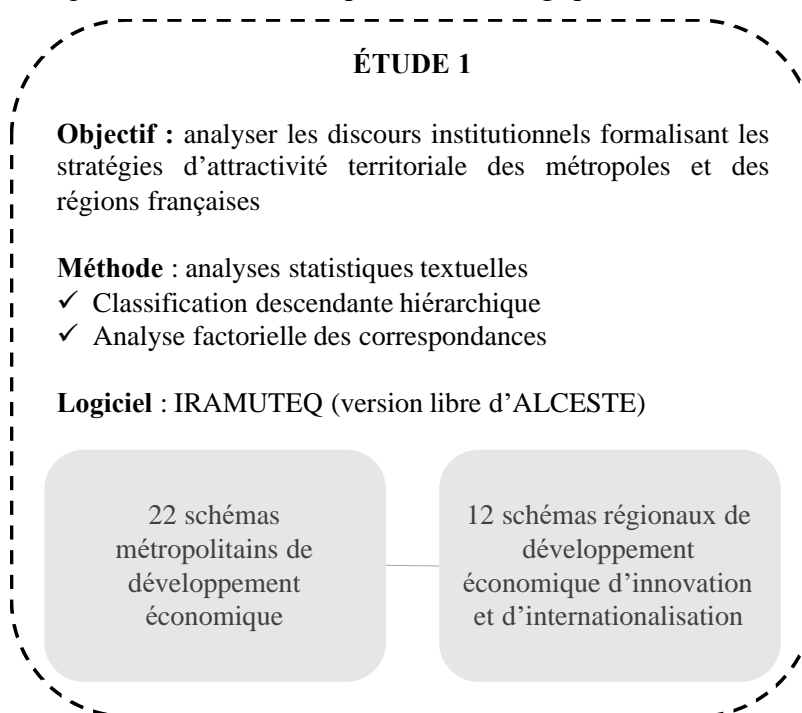 ÉTUDE 1
Objectif : analyser les discours institutionnels formalisant les
stratégies d’attractivité territoriale des métropoles et des
régions françaises
Méthode : analyses statistiques textuelles
✓ Classification descendante hiérarchique
✓ Analyse factorielle des correspondances
Logiciel : IRAMUTEQ (version libre d’ALCESTE)
22 schémas
métropolitains de
développement
économique
12 schémas régionaux de
développement
économique d’innovation
et d’internationalisation